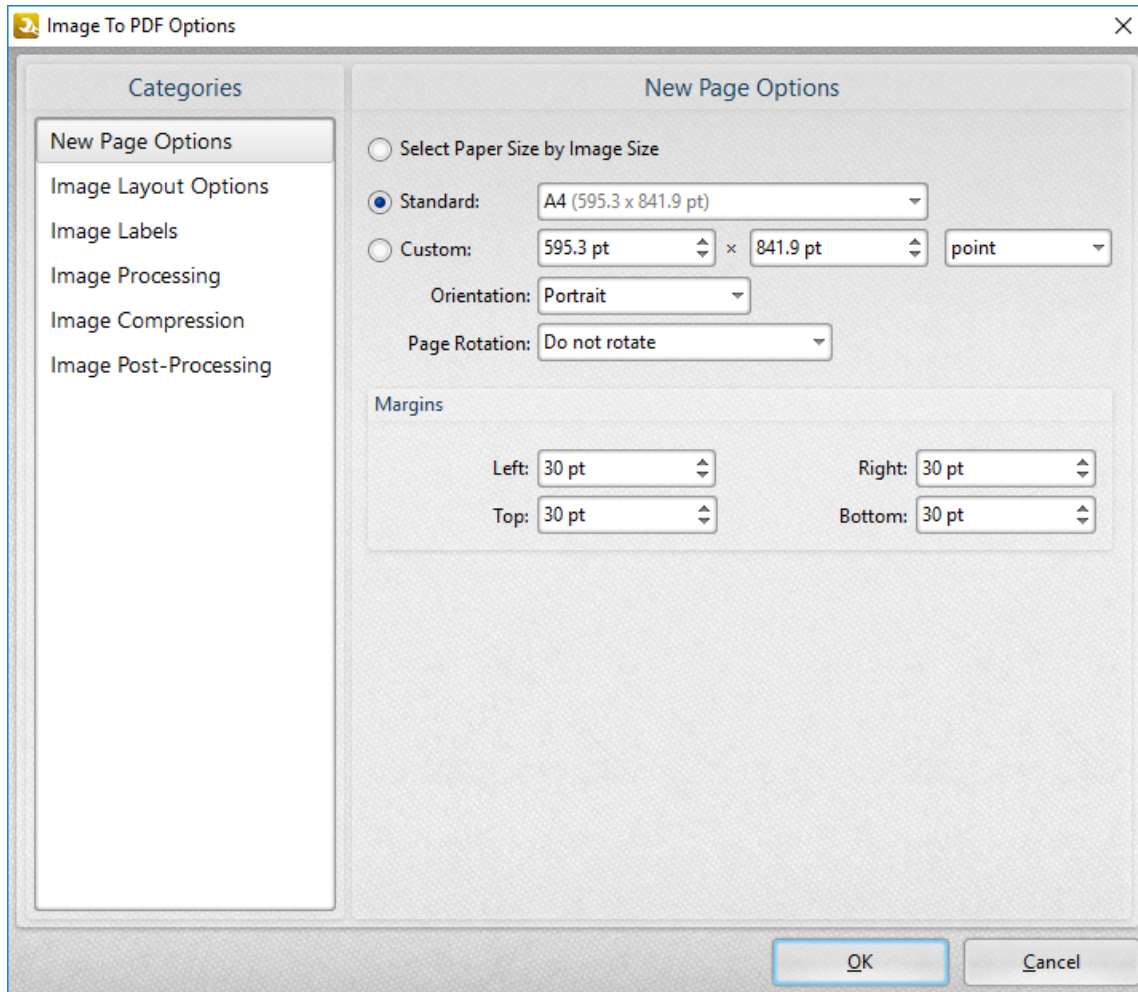 Image To PDF Options
Categories
New Page Options
Image Layout Options
Image Labels
Image Processing
Image Compression
Image Post-Processing
New Page Options
Select Paper Size by Image Size
Standard: A4 (595.3 x 841.9 pt)
Custom: 595.3 pt × 841.9 pt point
Orientation: Portrait
Page Rotation: Do not rotate
Margins
Left: 30 pt Right: 30 pt
Top: 30 pt Bottom: 30 pt
OK Cancel